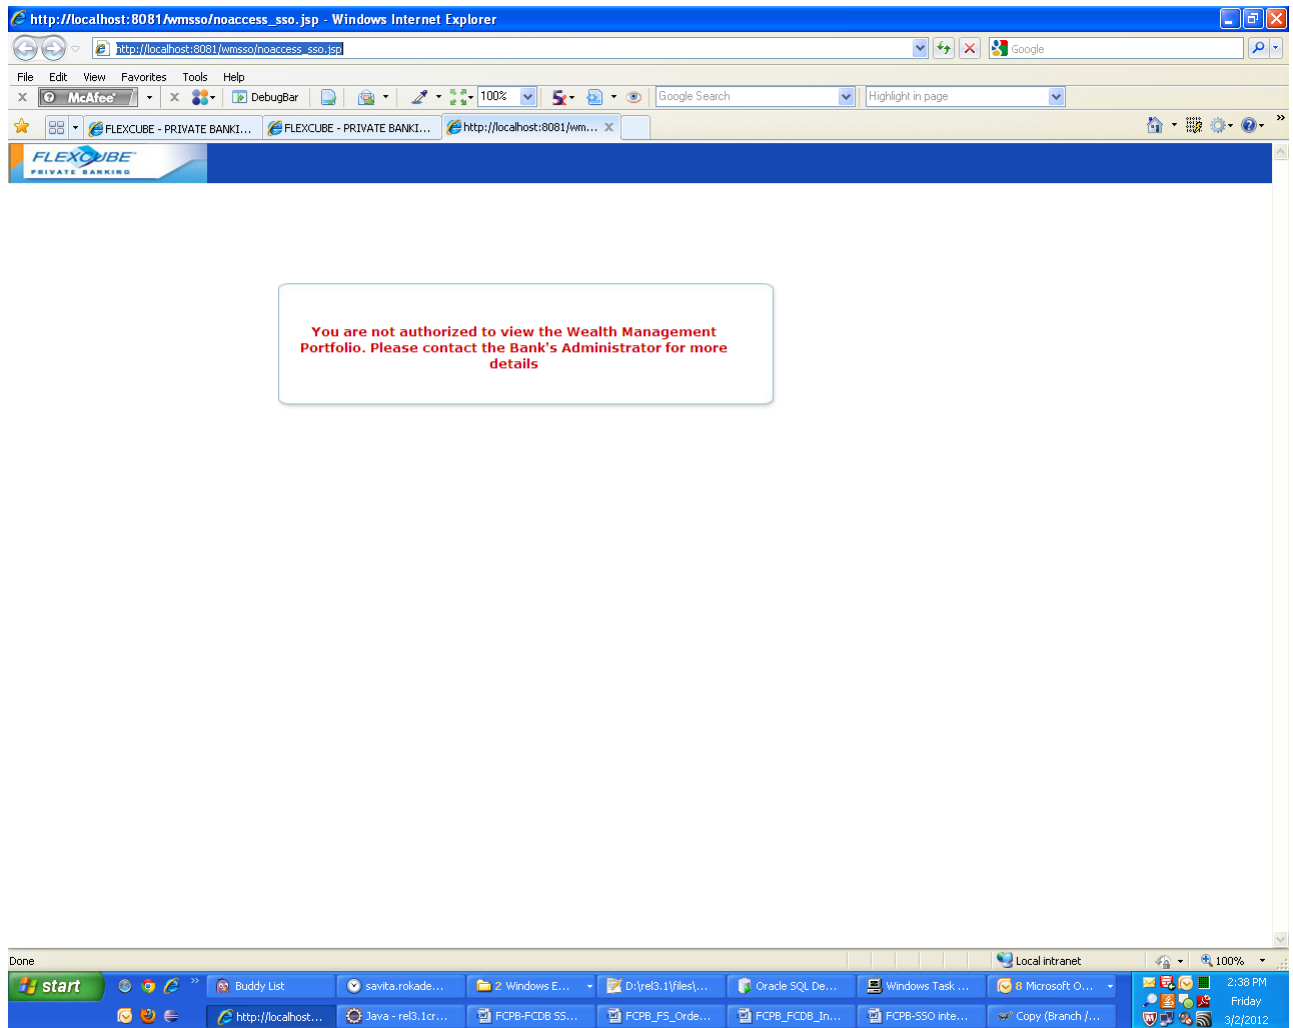 http://localhost:8081/wmsso/noaccess_sso.jsp - Windows Internet Explorer
http://localhost:8081/wmsso/noaccess_sso.jsp
Google
File Edit View Favorites Tools Help
McAfee DebugBar 100% Google Search Highlight in page
FLEXCUBE - PRIVATE BANKI... FLEXCUBE - PRIVATE BANKI... http://localhost:8081/wm...
FLEXCUBE
PRIVATE BANKING
You are not authorized to view the Wealth Management
Portfolio. Please contact the Bank's Administrator for more
details
Done Local intranet 100%
start Buddy List savita.rokade... 2 Windows E... D:\rel3.1\files\... Oracle SQL De... Windows Task ... 8 Microsoft O... 2:38 PM
Friday
http://localhost... Java - rel3.1cr... FCPB-FCDB SS... FCPB_FS_Orde... FCPB_FCDB_In... FCPB-SSO inte... Copy (Branch /... 3/2/2012